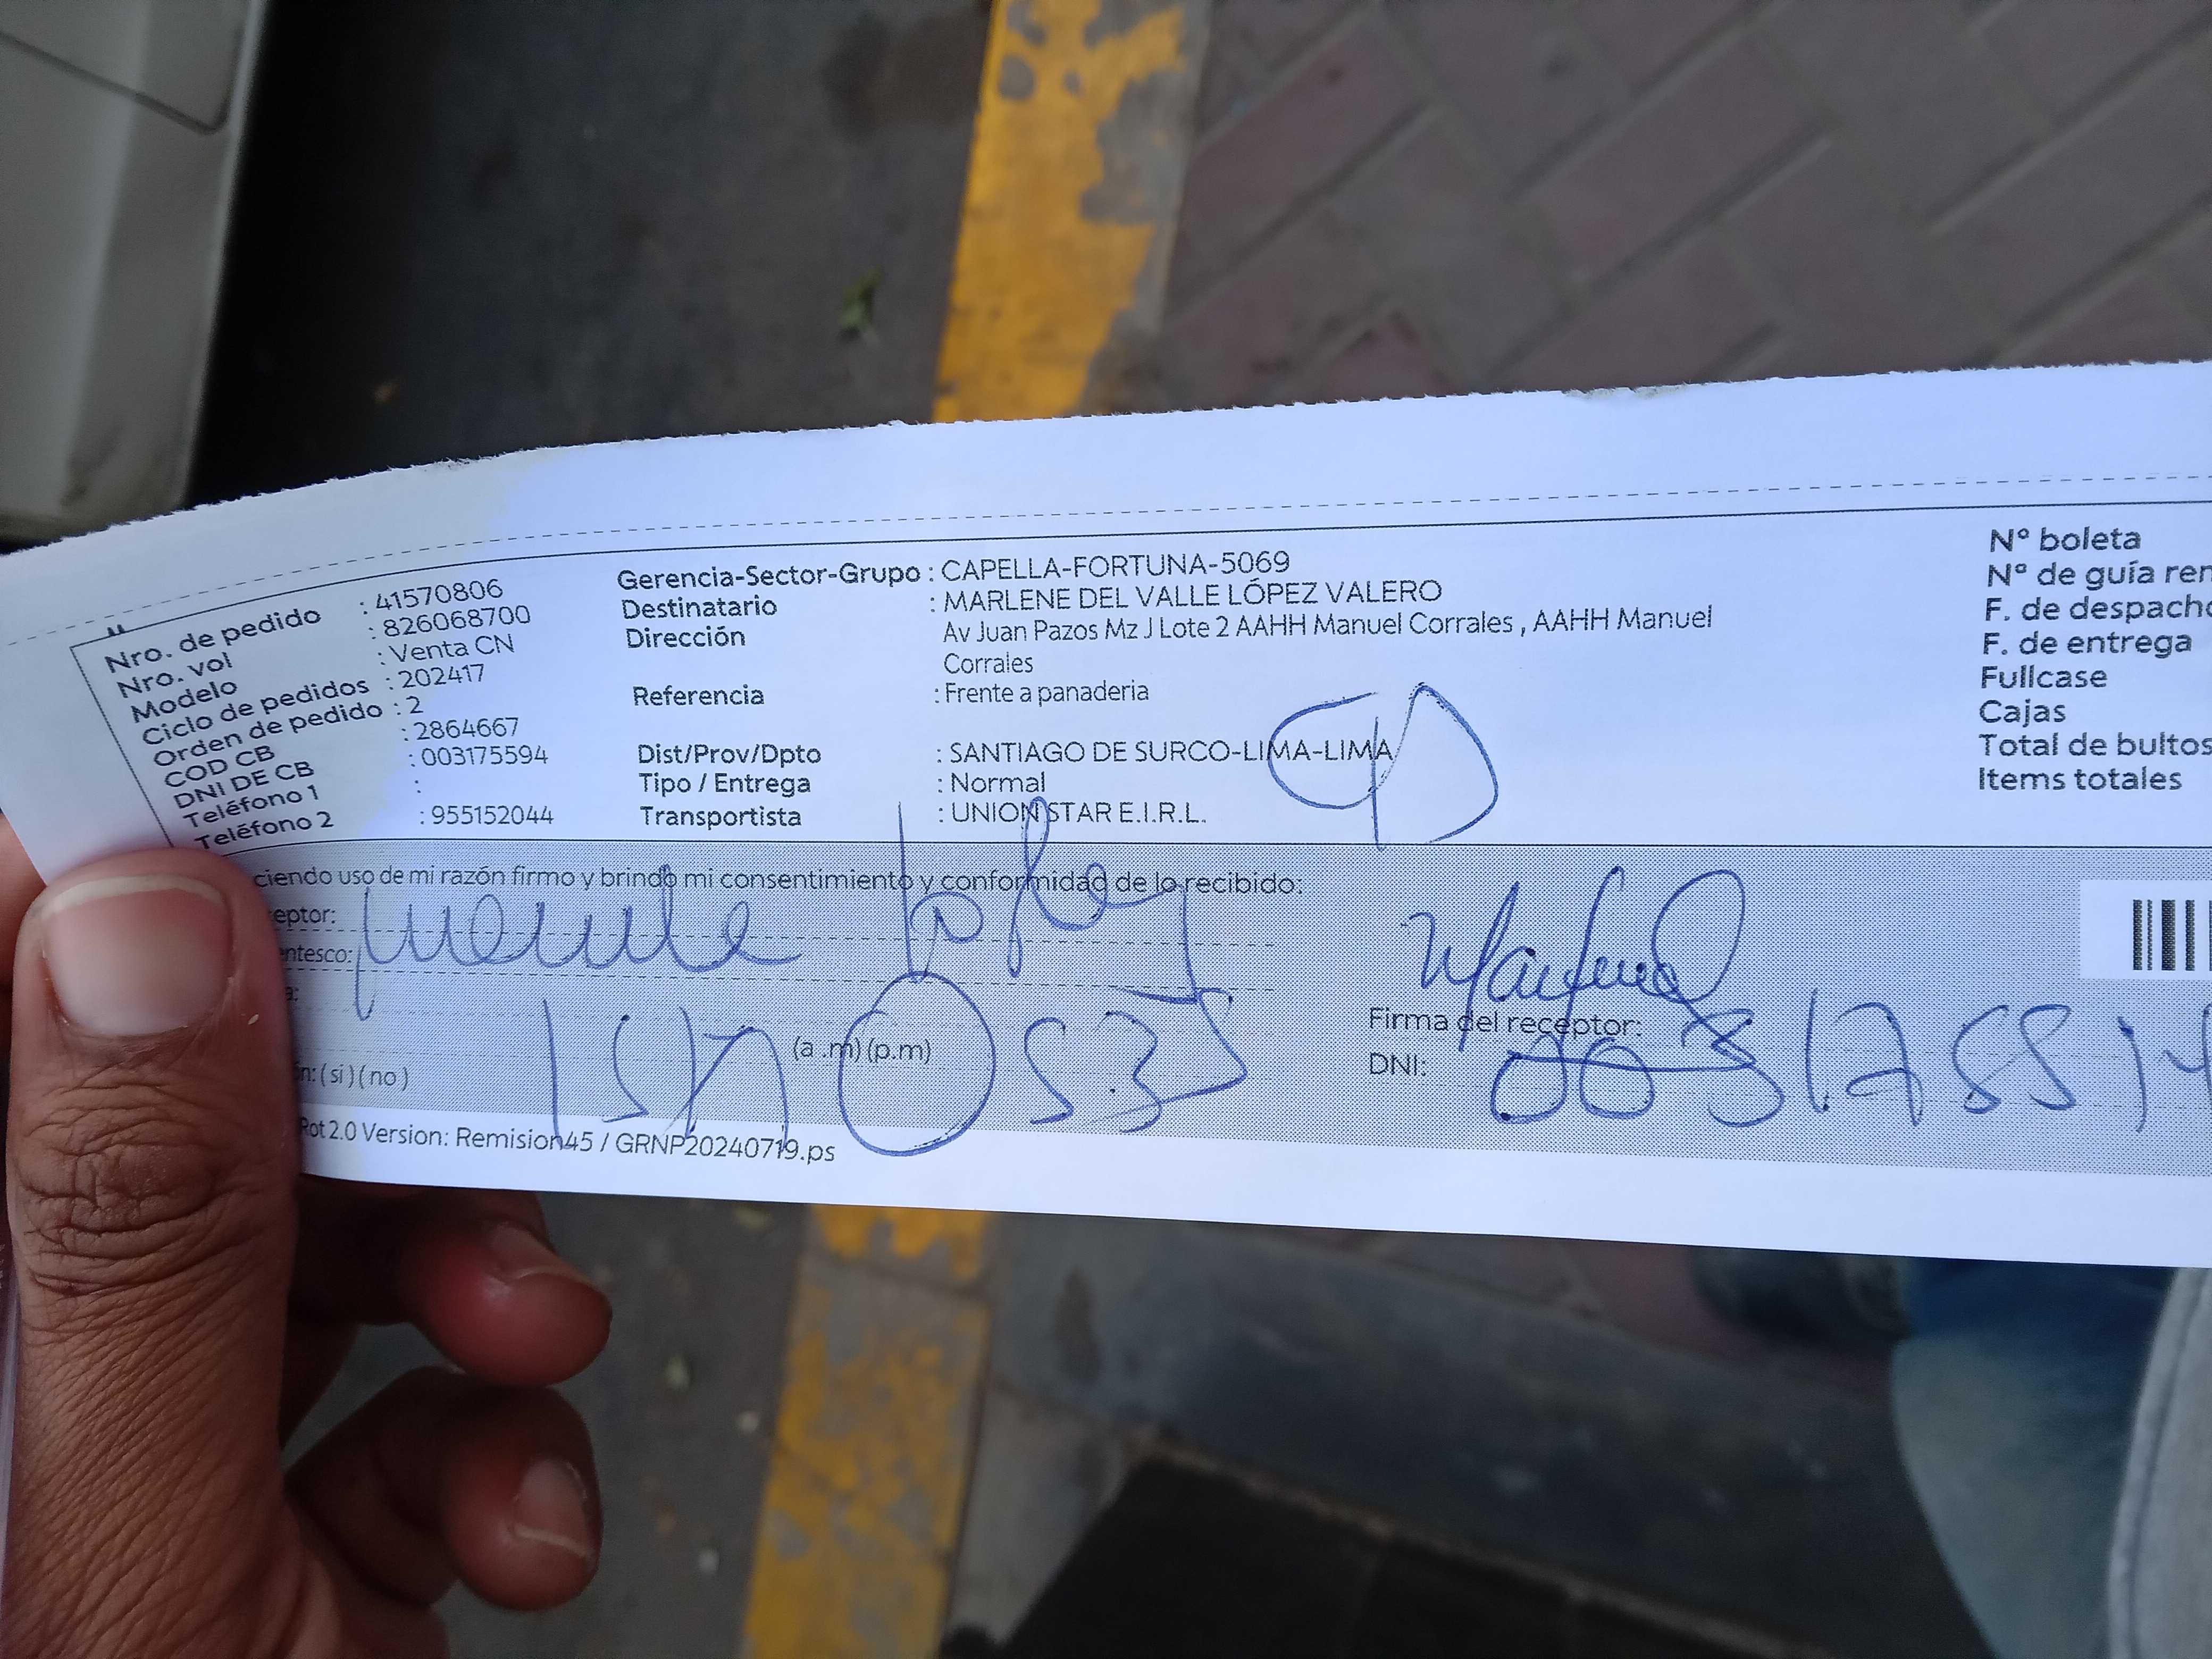 Nro. de pedido : 41570806
Nro. vol : 826068700
Modelo : Venta CN
Ciclo de pedidos : 202417
Orden de pedido : 2
COD CB : 2864667
DNI DE CB : 003175594
Teléfono 1 :
Teléfono 2 : 955152044
Gerencia-Sector-Grupo : CAPELLA-FORTUNA-5069
Destinatario : MARLENE DEL VALLE LÓPEZ VALERO
Dirección Av Juan Pazos Mz J Lote 2 AAHH Manuel Corrales , AAHH Manuel
Corrales
Referencia : Frente a panaderia
Dist/Prov/Dpto : SANTIAGO DE SURCO-LIMA-LIMA
Tipo / Entrega : Normal
Transportista : UNION STAR E.I.R.L.
N° boleta
N° de guía rem
F. de despacho
F. de entrega
Fullcase
Cajas
Total de bultos
Items totales
ciendo uso de mi razón firmo y brindo mi consentimiento y conformidad de lo recibido:
eptor:
entesco:
a:
(a .m) (p.m)
ón: ( si ) ( no )
Firma del receptor:
DNI:
Rot 2.0 Version: Remision45 / GRNP20240719.ps